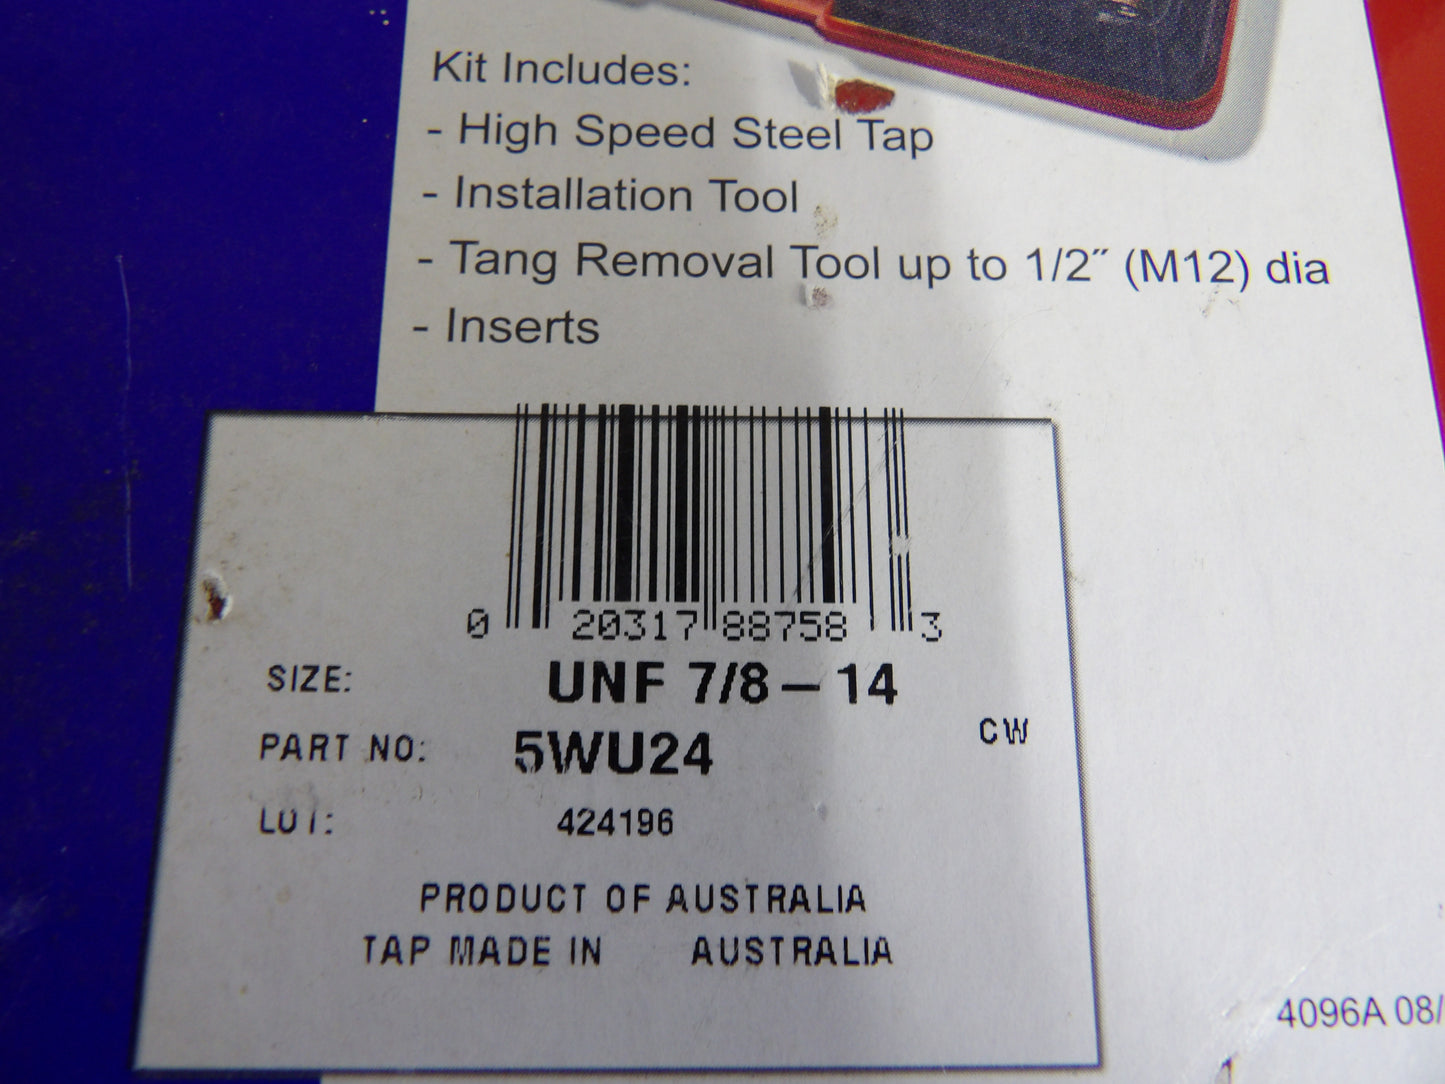 Kit Includes:
- High Speed Steel Tap
- Installation Tool
- Tang Removal Tool up to 1/2˝ (M12) dia
- Inserts
0 20317 88758 3
SIZE: UNF 7/8 – 14
CW
PART NO: 5WU24
LOT: 424196
PRODUCT OF AUSTRALIA
TAP MADE IN AUSTRALIA
4096A 08/